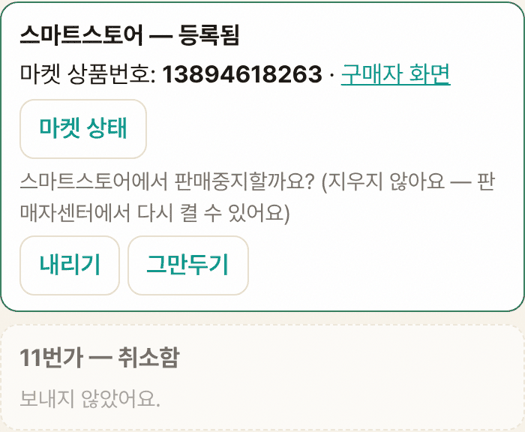 스마트스토어 — 등록됨
마켓 상품번호: 13894618263 · 구매자 화면
마켓 상태
스마트스토어에서 판매중지할까요? (지우지 않아요 — 판
매자센터에서 다시 켤 수 있어요)
내리기 그만두기
11번가 — 취소함
보내지 않았어요.